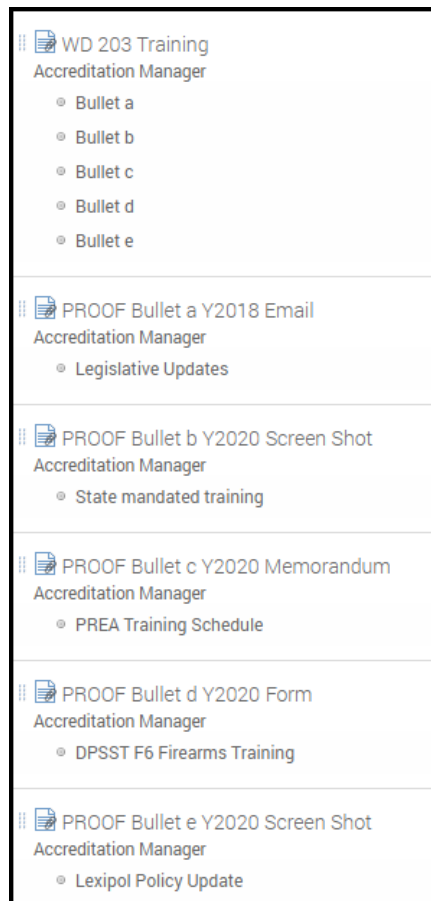 WD 203 Training
Accreditation Manager
Bullet a
Bullet b
Bullet c
Bullet d
Bullet e
PROOF Bullet a Y2018 Email
Accreditation Manager
Legislative Updates
PROOF Bullet b Y2020 Screen Shot
Accreditation Manager
State mandated training
PROOF Bullet c Y2020 Memorandum
Accreditation Manager
PREA Training Schedule
PROOF Bullet d Y2020 Form
Accreditation Manager
DPSST F6 Firearms Training
PROOF Bullet e Y2020 Screen Shot
Accreditation Manager
Lexipol Policy Update